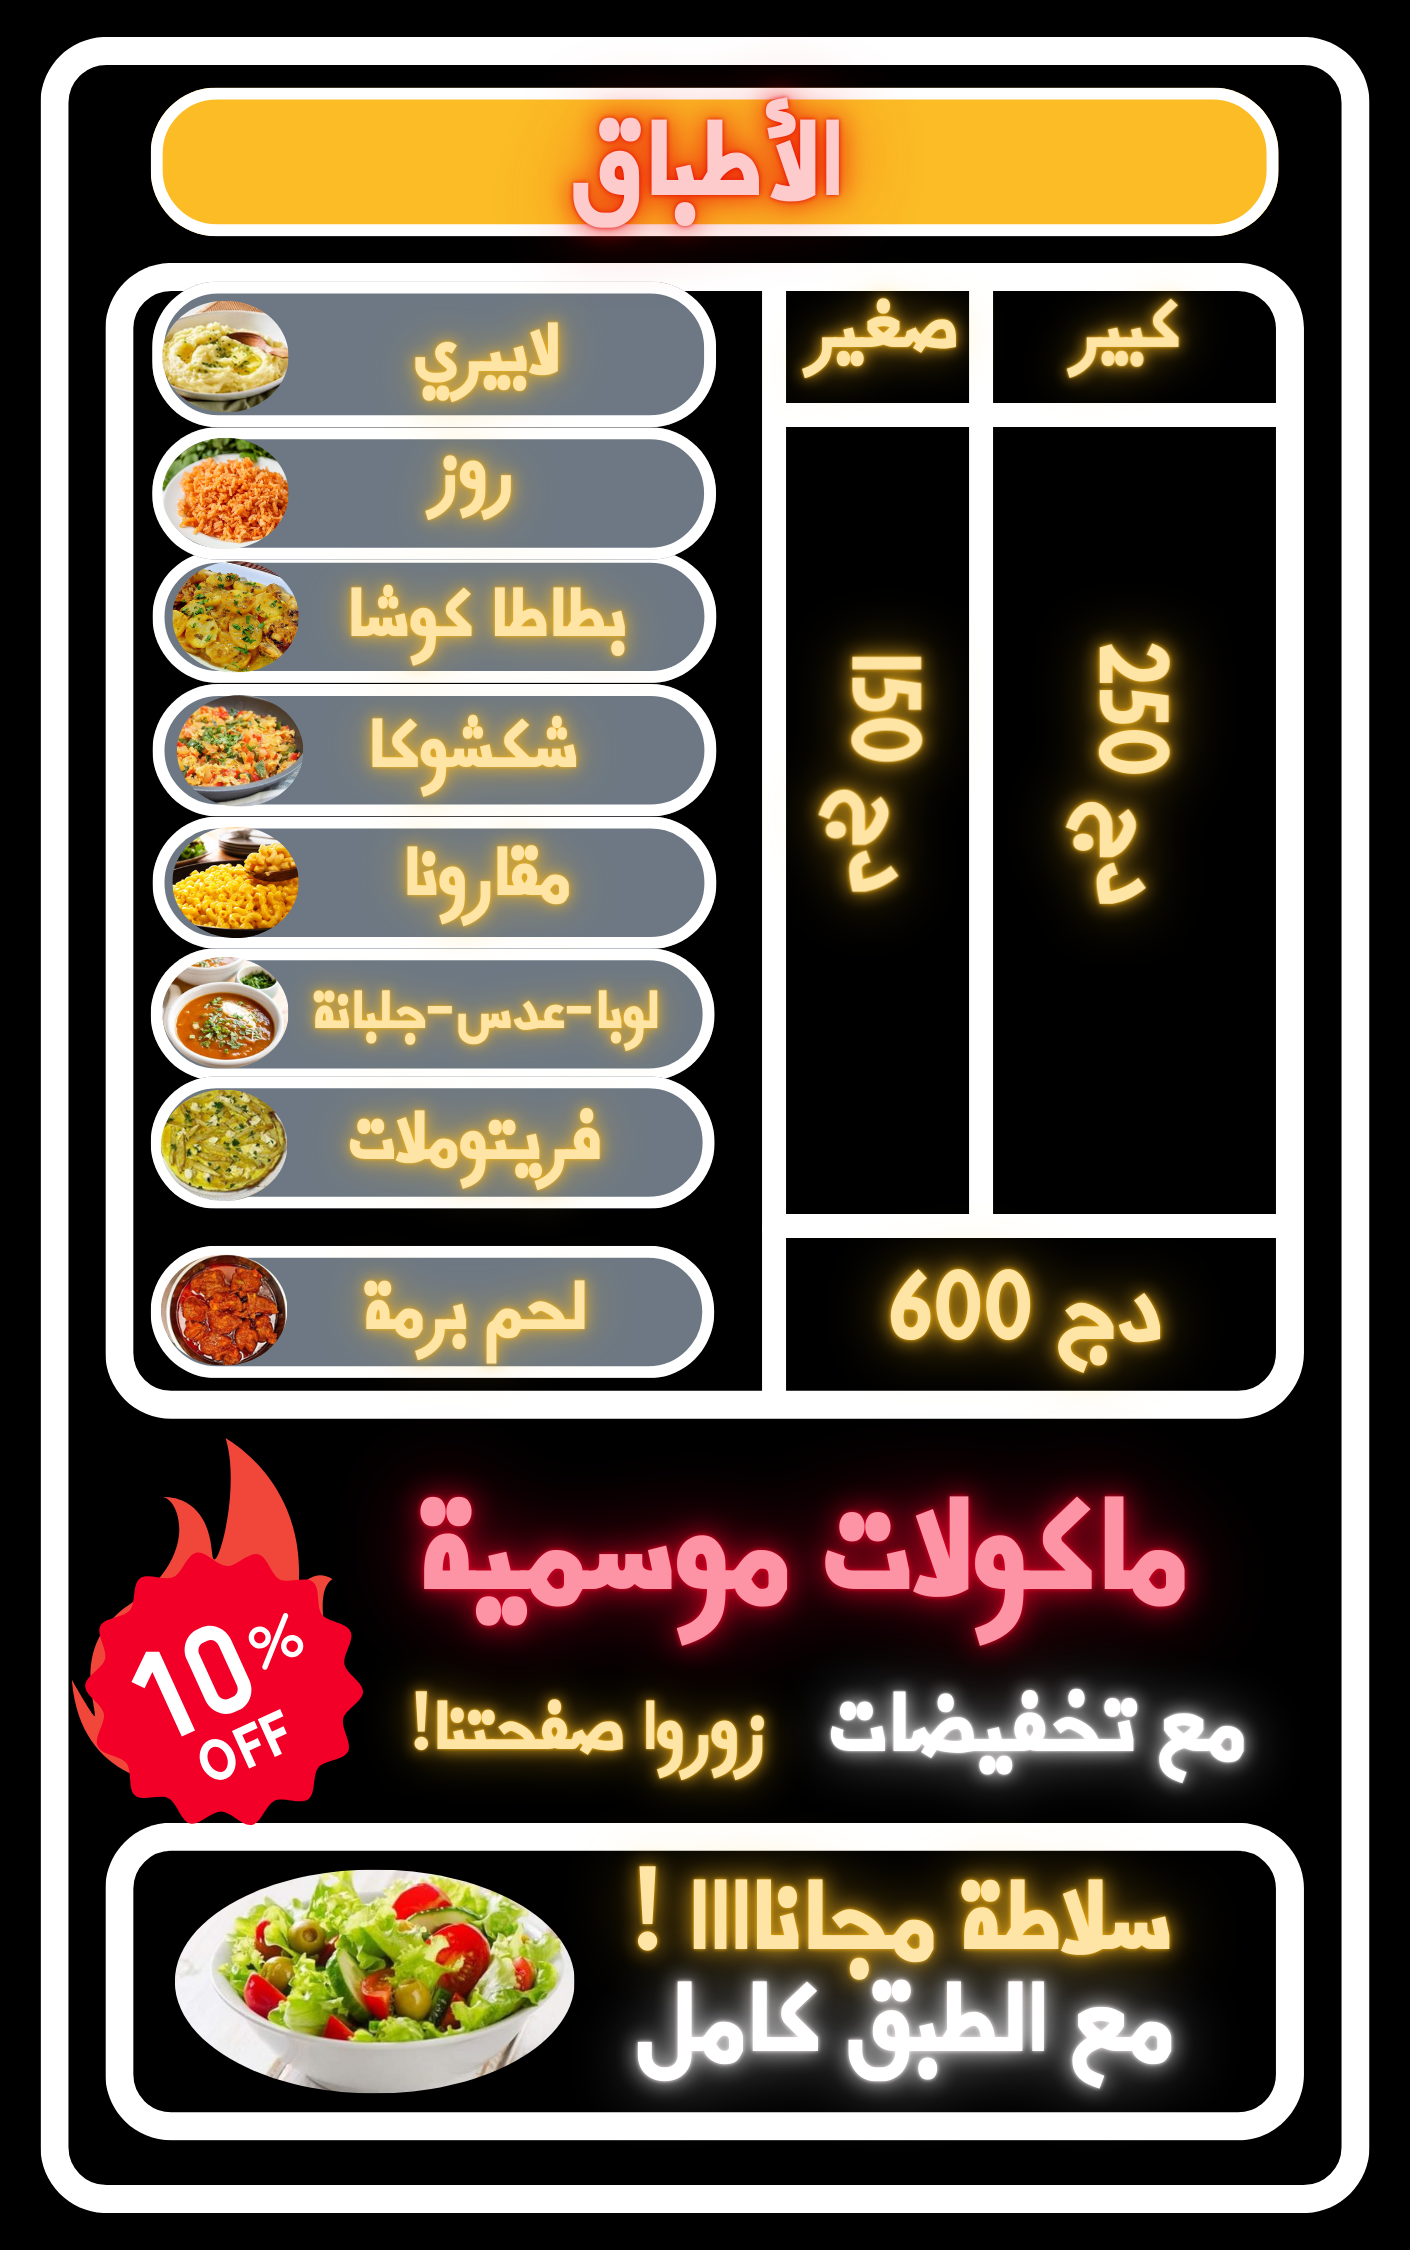 الأطباق
صغير
كبير
لابيري
روز
بطاطا كوشا
شكشوكا
مقارونا
لوبا-عدس-جلبانة
فريتوملات
150 دج
250 دج
لحم برمة
600 دج
ماكولات موسمية
10%
OFF
مع تخفيضات
زوروا صفحتنا!
سلاطة مجاناااا !
مع الطبق كامل